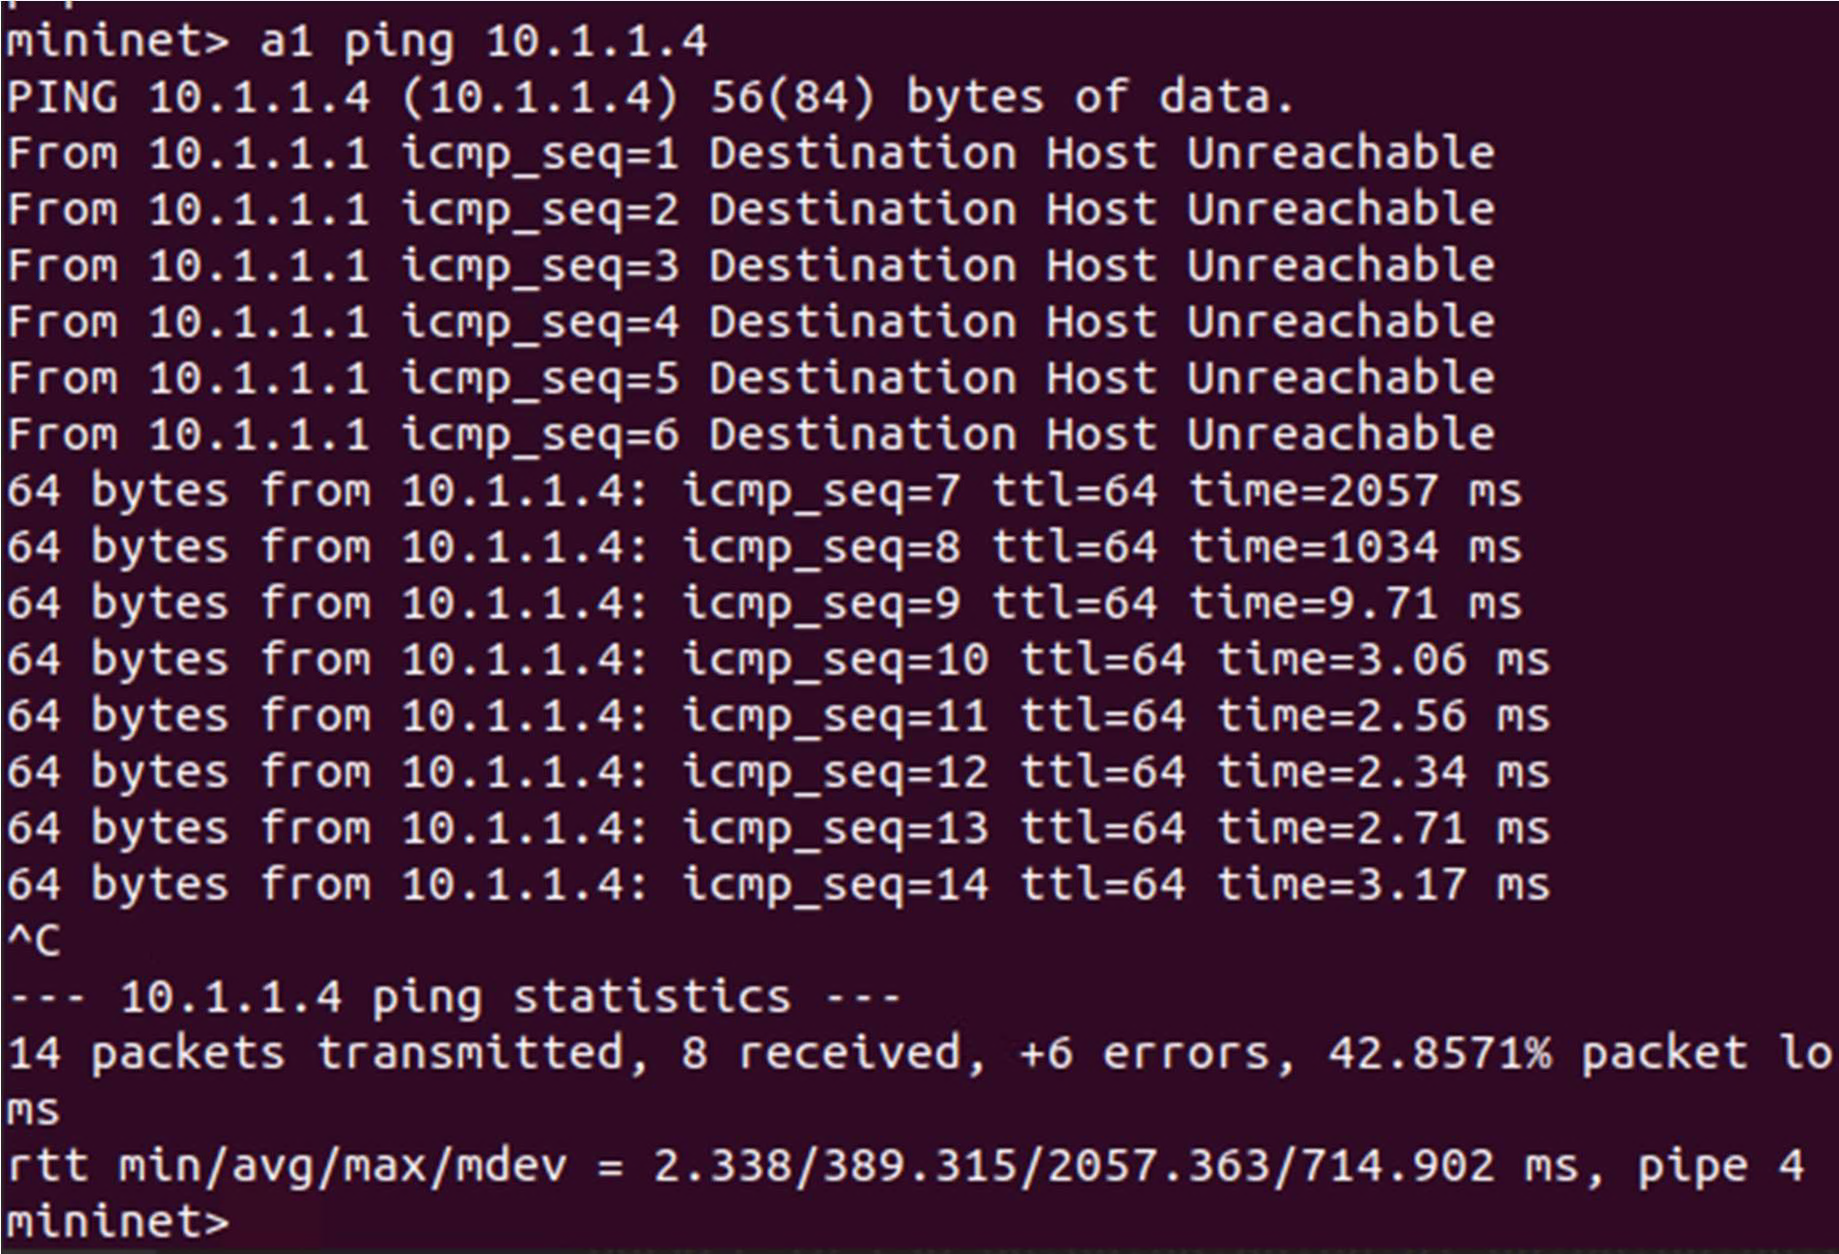 mininet> a1 ping 10.1.1.4
PING 10.1.1.4 (10.1.1.4) 56(84) bytes of data.
From 10.1.1.1 icmp_seq=1 Destination Host Unreachable
From 10.1.1.1 icmp_seq=2 Destination Host Unreachable
From 10.1.1.1 icmp_seq=3 Destination Host Unreachable
From 10.1.1.1 icmp_seq=4 Destination Host Unreachable
From 10.1.1.1 icmp_seq=5 Destination Host Unreachable
From 10.1.1.1 icmp_seq=6 Destination Host Unreachable
64 bytes from 10.1.1.4: icmp_seq=7 ttl=64 time=2057 ms
64 bytes from 10.1.1.4: icmp_seq=8 ttl=64 time=1034 ms
64 bytes from 10.1.1.4: icmp_seq=9 ttl=64 time=9.71 ms
64 bytes from 10.1.1.4: icmp_seq=10 ttl=64 time=3.06 ms
64 bytes from 10.1.1.4: icmp_seq=11 ttl=64 time=2.56 ms
64 bytes from 10.1.1.4: icmp_seq=12 ttl=64 time=2.34 ms
64 bytes from 10.1.1.4: icmp_seq=13 ttl=64 time=2.71 ms
64 bytes from 10.1.1.4: icmp_seq=14 ttl=64 time=3.17 ms
^C
--- 10.1.1.4 ping statistics ---
14 packets transmitted, 8 received, +6 errors, 42.8571% packet lo
ms
rtt min/avg/max/mdev = 2.338/389.315/2057.363/714.902 ms, pipe 4
mininet>